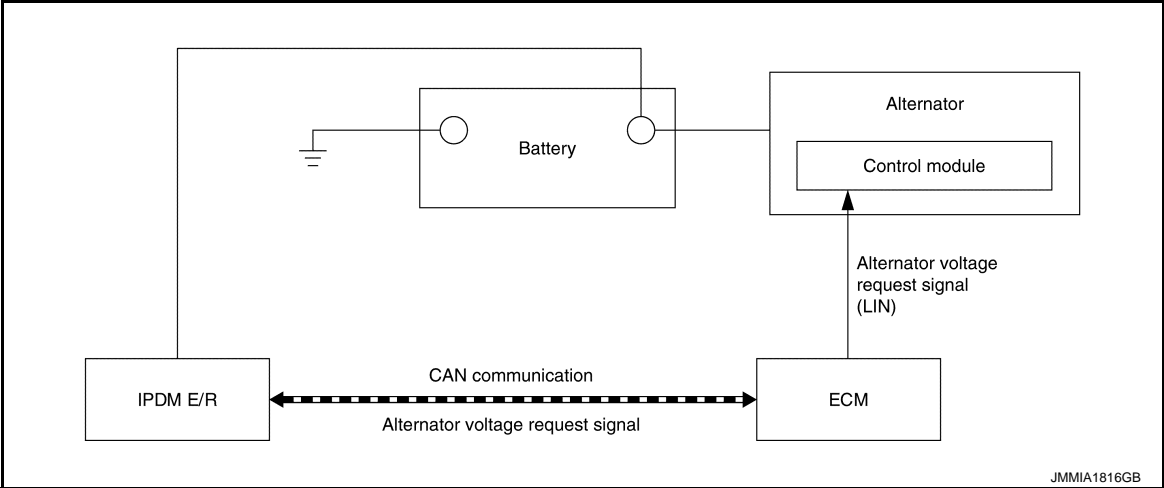 Alternator
Battery
Control module
Alternator voltage
request signal
(LIN)
CAN communication
IPDM E/R
ECM
Alternator voltage request signal
JMMIA1816GB